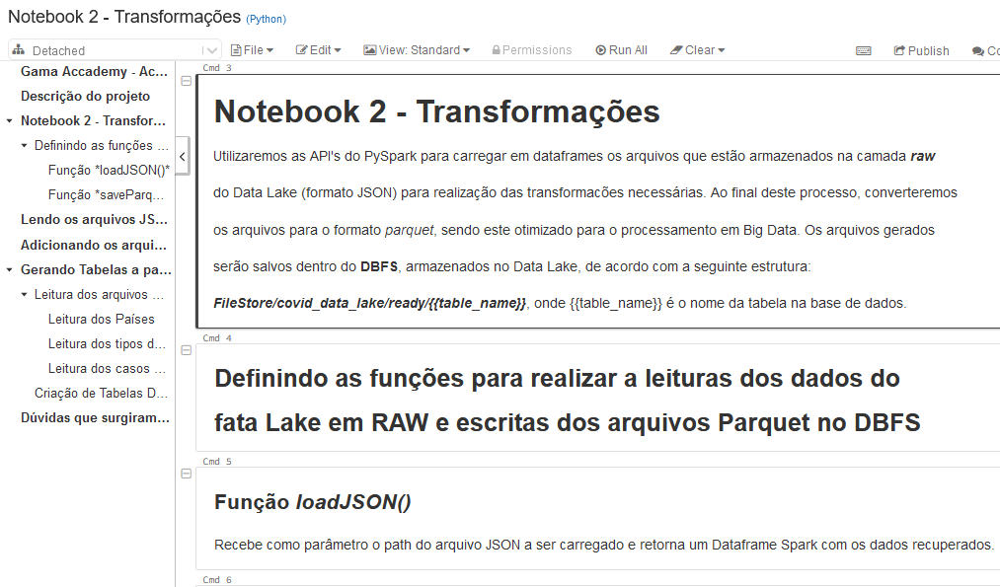 Notebook 2 - Transformações (Python)
Detached File Edit View: Standard Permissions Run All Clear Publish Co
Gama Accademy - Ac...
Descrição do projeto
Notebook 2 - Transfor...
Definindo as funções ...
Função *loadJSON()*
Função *saveParq...
Lendo os arquivos JS...
Adicionando os arqui...
Gerando Tabelas a pa...
Leitura dos arquivos ...
Leitura dos Países
Leitura dos tipos d...
Leitura dos casos ...
Criação de Tabelas D...
Dúvidas que surgiram...
Cmd 3
Notebook 2 - Transformações
Utilizaremos as API's do PySpark para carregar em dataframes os arquivos que estão armazenados na camada raw
do Data Lake (formato JSON) para realização das transformacões necessárias. Ao final deste processo, converteremos
os arquivos para o formato parquet, sendo este otimizado para o processamento em Big Data. Os arquivos gerados
serão salvos dentro do DBFS, armazenados no Data Lake, de acordo com a seguinte estrutura:
FileStore/covid_data_lake/ready/{{table_name}}, onde {{table_name}} é o nome da tabela na base de dados.
Cmd 4
Definindo as funções para realizar a leituras dos dados do
fata Lake em RAW e escritas dos arquivos Parquet no DBFS
Cmd 5
Função loadJSON()
Recebe como parâmetro o path do arquivo JSON a ser carregado e retorna um Dataframe Spark com os dados recuperados.
Cmd 6